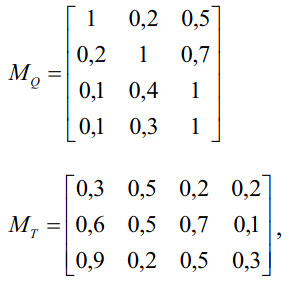 M_Q =
1 0,2 0,5
0,2 1 0,7
0,1 0,4 1
0,1 0,3 1
M_T =
0,3 0,5 0,2 0,2
0,6 0,5 0,7 0,1
0,9 0,2 0,5 0,3 ,